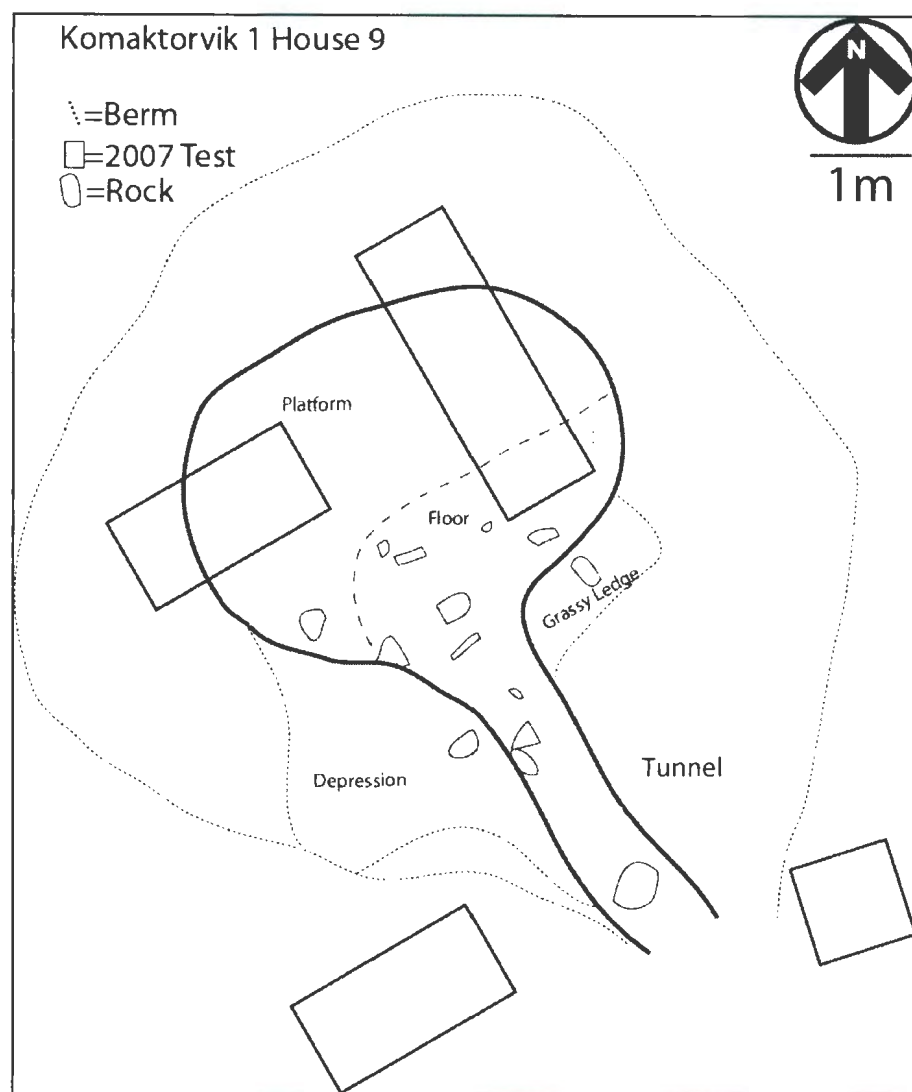 Komaktorvik 1 House 9
N
=Berm
=2007 Test
=Rock
1m
Platform
Floor
Grassy Ledge
Depression
Tunnel